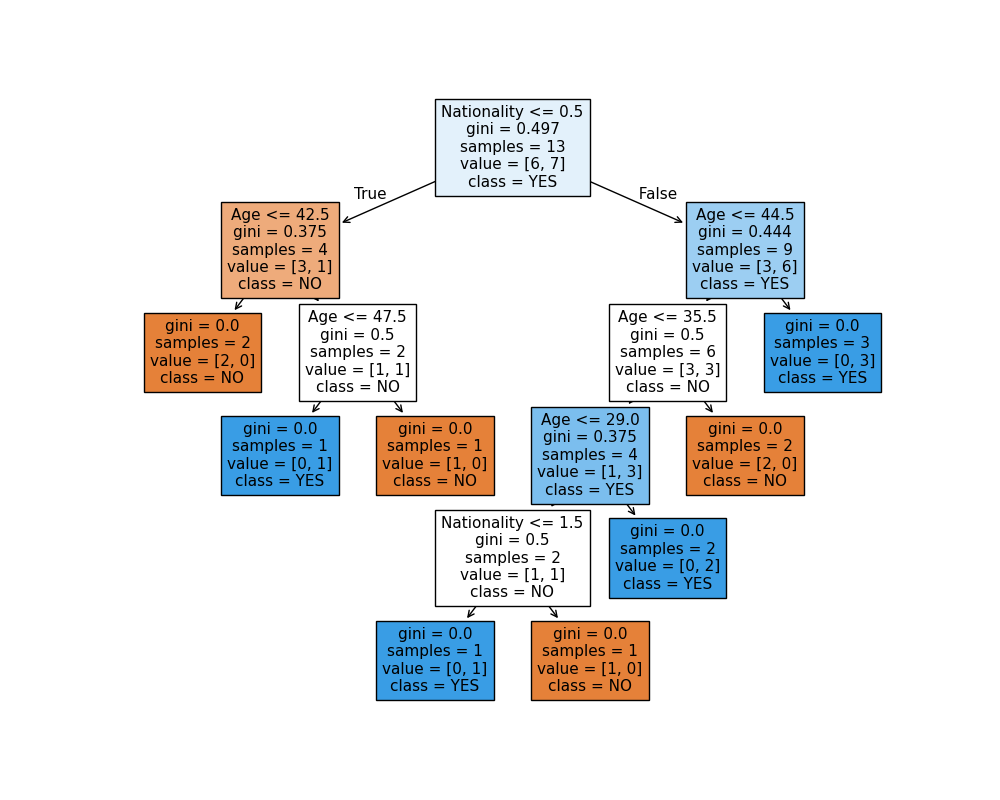 Nationality <= 0.5
gini = 0.497
samples = 13
value = [6, 7]
class = YES
True
False
Age <= 42.5
gini = 0.375
samples = 4
value = [3, 1]
class = NO
Age <= 44.5
gini = 0.444
samples = 9
value = [3, 6]
class = YES
gini = 0.0
samples = 2
value = [2, 0]
class = NO
Age <= 47.5
gini = 0.5
samples = 2
value = [1, 1]
class = NO
Age <= 35.5
gini = 0.5
samples = 6
value = [3, 3]
class = NO
gini = 0.0
samples = 3
value = [0, 3]
class = YES
gini = 0.0
samples = 1
value = [0, 1]
class = YES
gini = 0.0
samples = 1
value = [1, 0]
class = NO
Age <= 29.0
gini = 0.375
samples = 4
value = [1, 3]
class = YES
gini = 0.0
samples = 2
value = [2, 0]
class = NO
Nationality <= 1.5
gini = 0.5
samples = 2
value = [1, 1]
class = NO
gini = 0.0
samples = 2
value = [0, 2]
class = YES
gini = 0.0
samples = 1
value = [0, 1]
class = YES
gini = 0.0
samples = 1
value = [1, 0]
class = NO